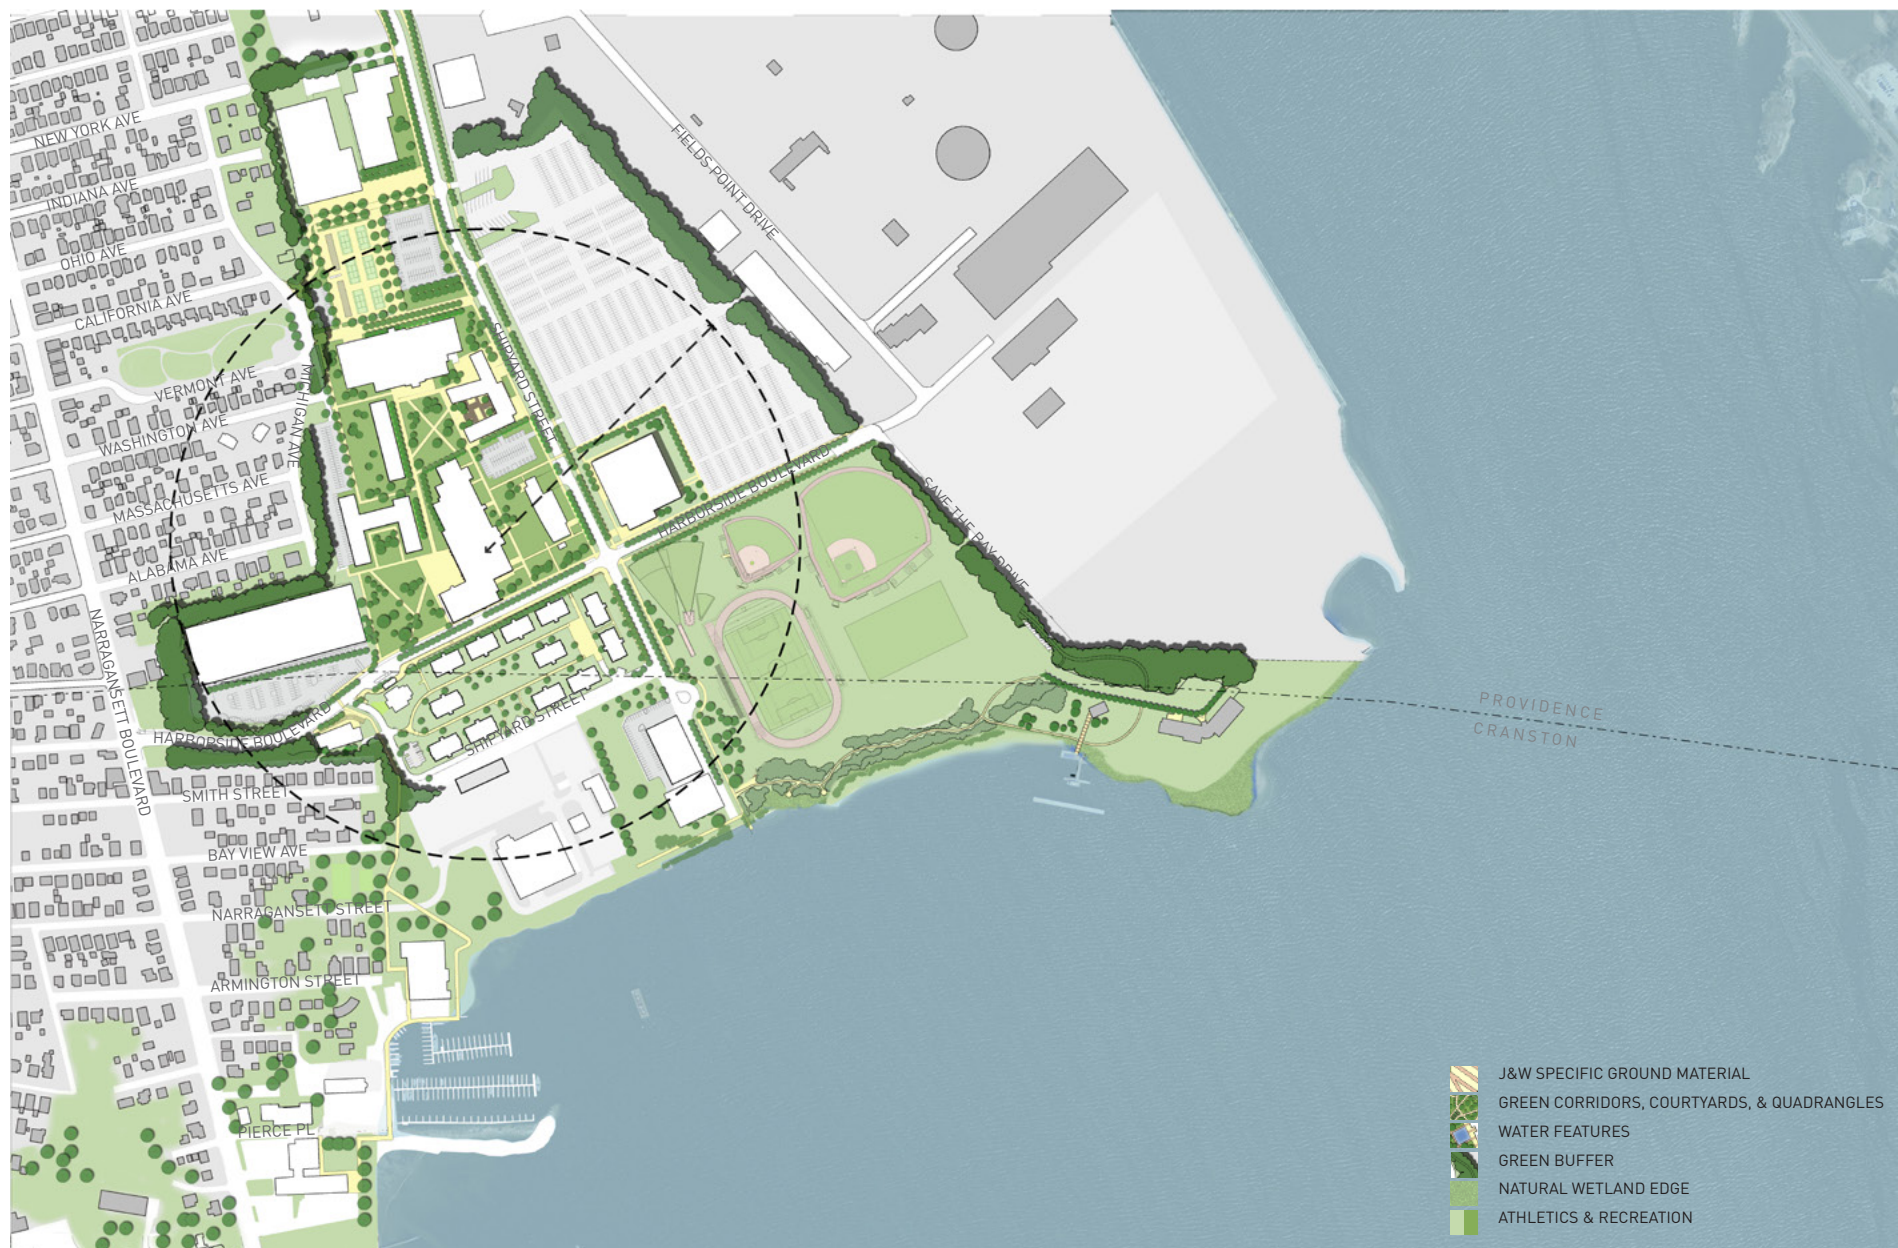 NEW YORK AVE
INDIANA AVE
OHIO AVE
CALIFORNIA AVE
VERMONT AVE
WASHINGTON AVE
MASSACHUSETTS AVE
ALABAMA AVE
MICHIGAN AVE
SHIPYARD STREET
FIELDS POINT DRIVE
HARBORSIDE BOULEVARD
SAVE THE BAY DRIVE
NARRAGANSETT BOULEVARD
HARBORSIDE BOULEVARD
SHIPYARD STREET
SMITH STREET
BAY VIEW AVE
NARRAGANSETT STREET
ARMINGTON STREET
PIERCE PL
PROVIDENCE
CRANSTON
J&W SPECIFIC GROUND MATERIAL
GREEN CORRIDORS, COURTYARDS, & QUADRANGLES
WATER FEATURES
GREEN BUFFER
NATURAL WETLAND EDGE
ATHLETICS & RECREATION